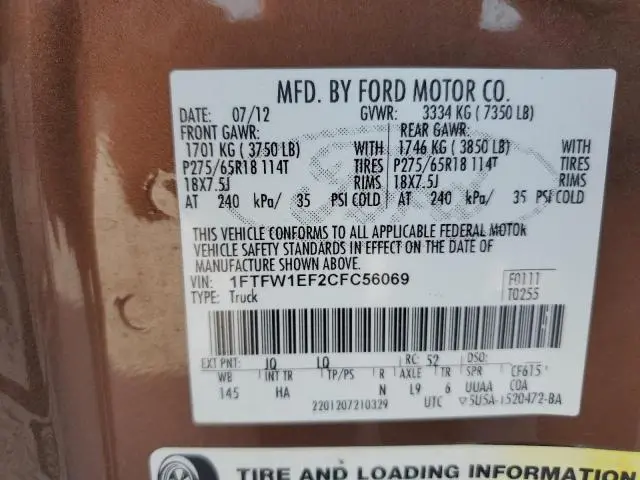 MFD. BY FORD MOTOR CO.
DATE: 07/12 GVWR: 3334 KG ( 7350 LB)
FRONT GAWR: REAR GAWR:
1701 KG ( 3750 LB) WITH 1746 KG ( 3850 LB) WITH
P275/65R18 114T TIRES P275/65R18 114T TIRES
18X7.5J RIMS 18X7.5J RIMS
AT 240 kPa/ 35 PSI COLD AT 240 kPa/ 35 PSI COLD
THIS VEHICLE CONFORMS TO ALL APPLICABLE FEDERAL MOTOR
VEHICLE SAFETY STANDARDS IN EFFECT ON THE DATE OF
MANUFACTURE SHOWN ABOVE.
VIN: 1FTFW1EF2CFC56069 F0111
TYPE: Truck T0255
EXT PNT: JQ LQ RC: 52 DSO:
WB INT TR TP/PS R AXLE TR SPR CF615
145 HA N L9 6 UUAA COA
2201207210329 UTC 5U5A-1520472-BA
TIRE AND LOADING INFORMATION